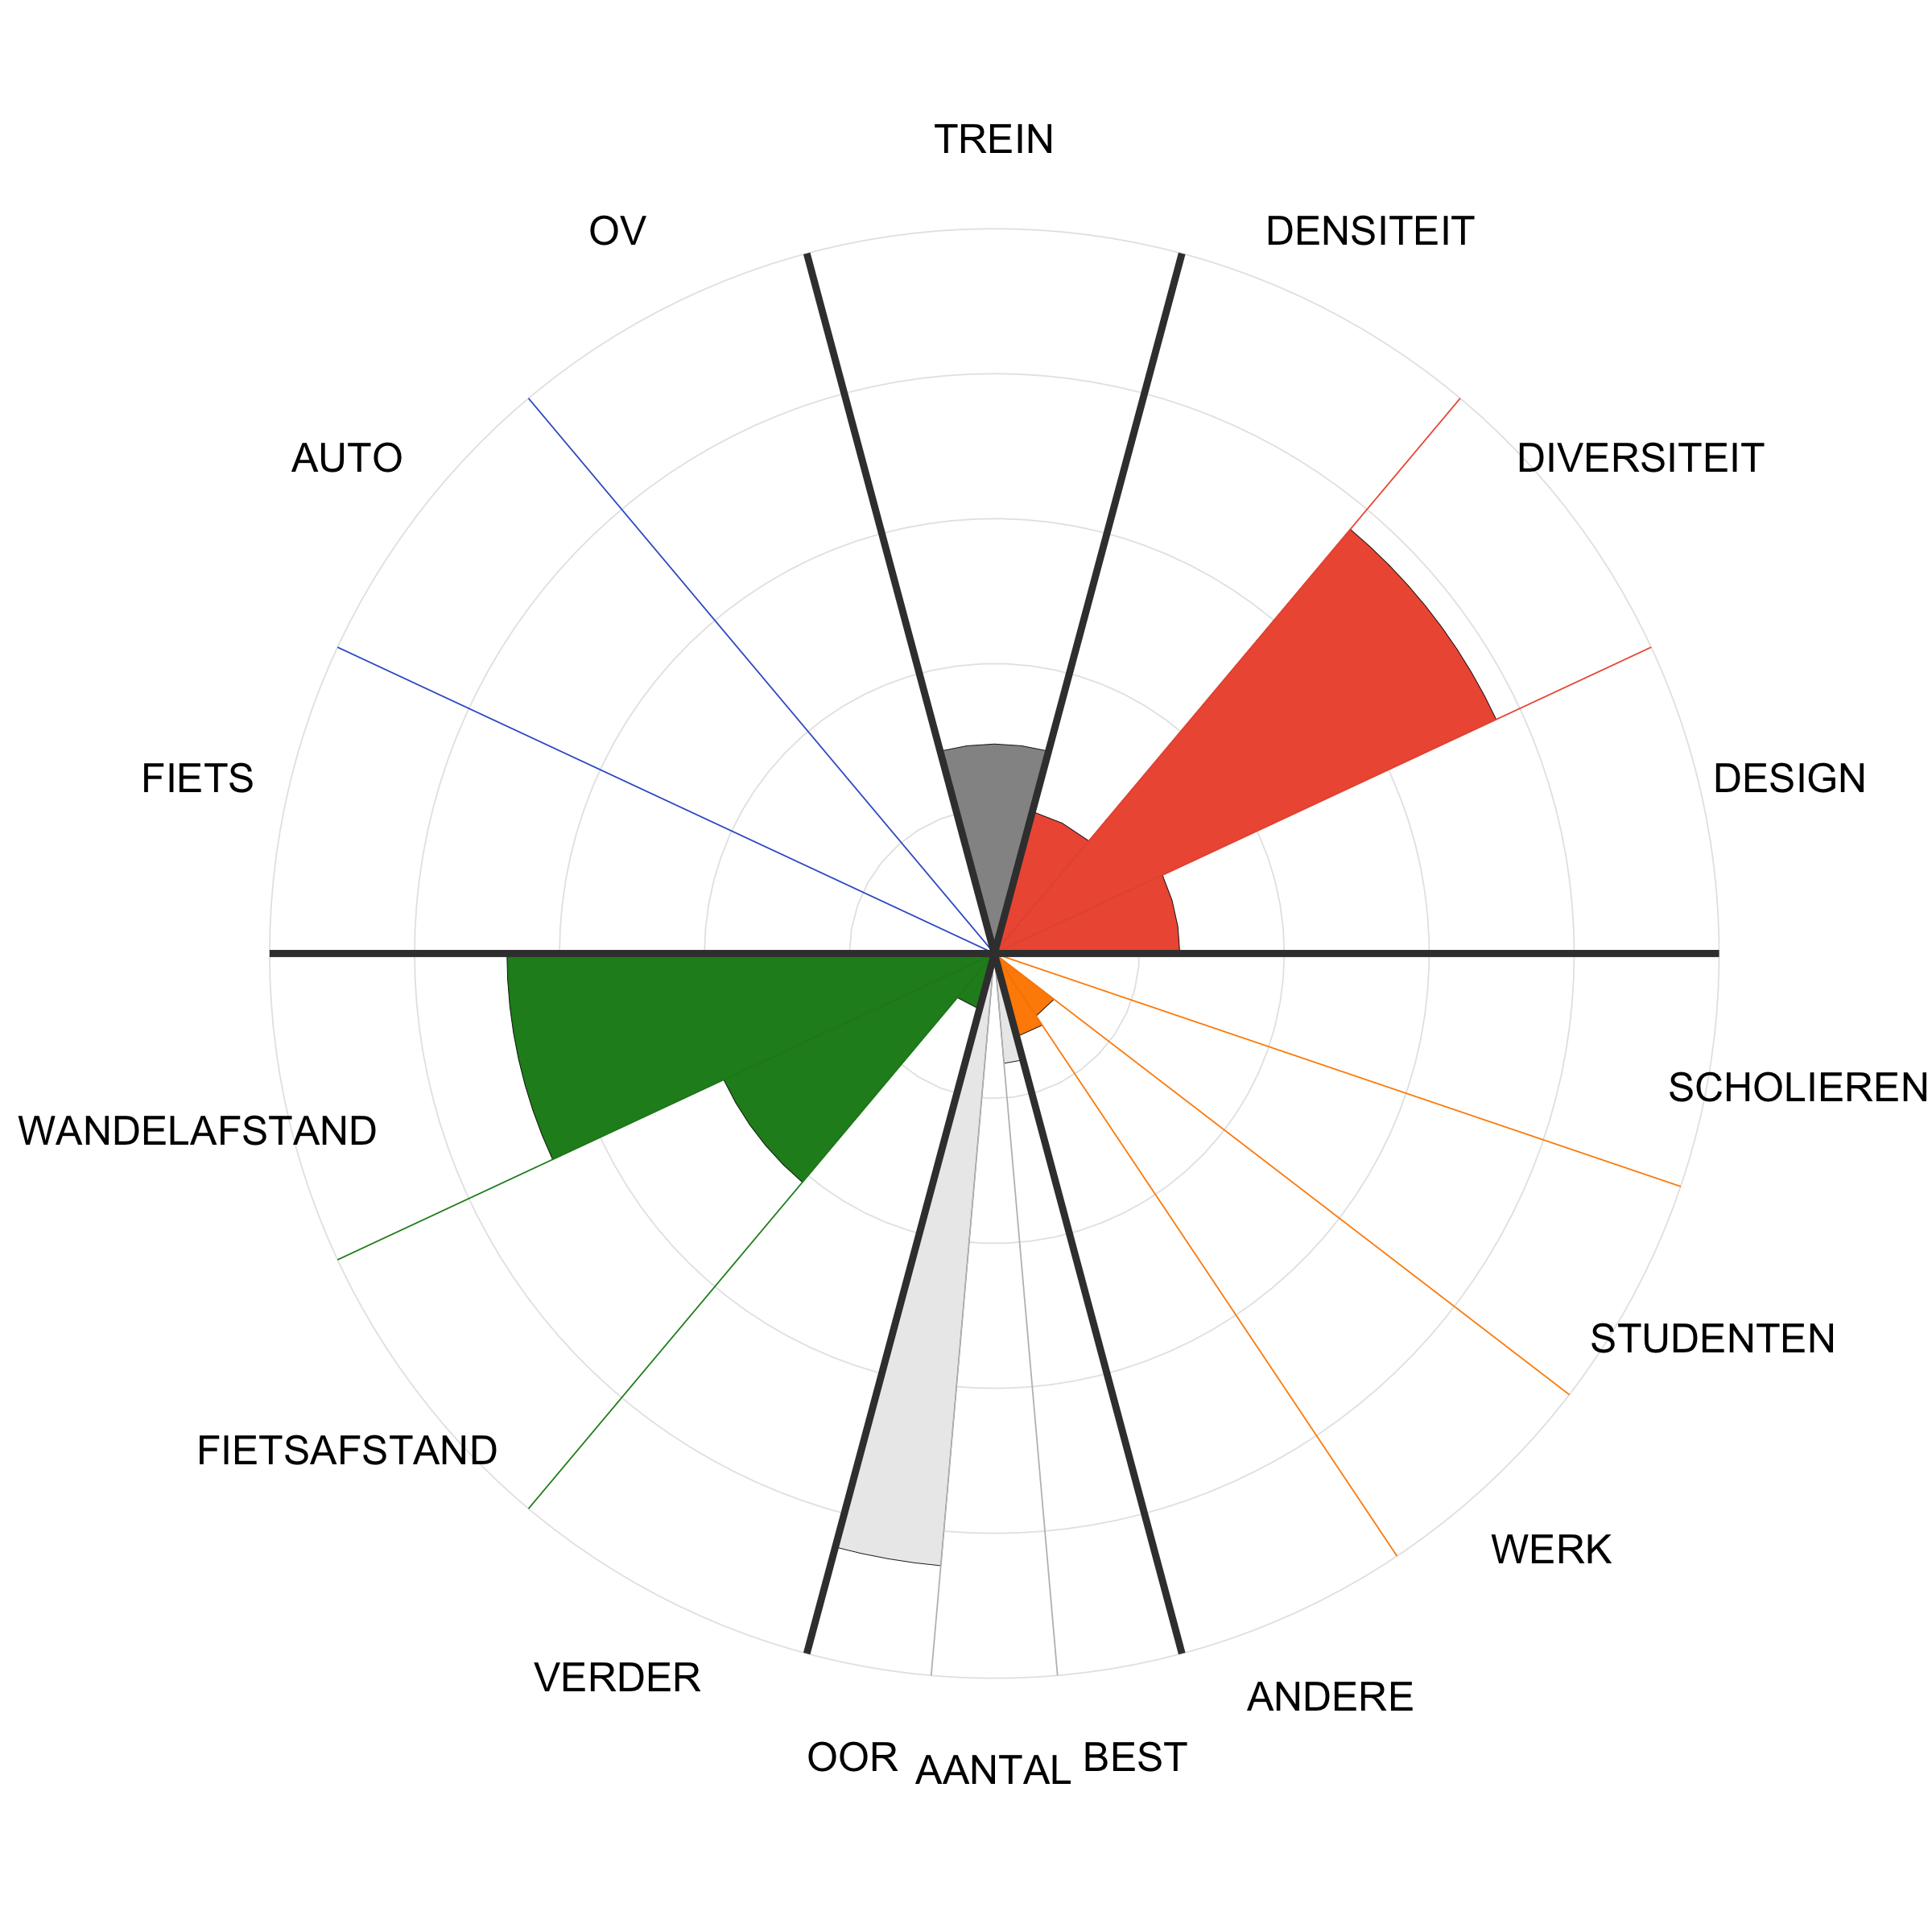 TREIN
OV
DENSITEIT
AUTO
DIVERSITEIT
FIETS
DESIGN
SCHOLIEREN
WANDELAFSTAND
STUDENTEN
FIETSAFSTAND
WERK
VERDER
ANDERE
OOR
AANTAL
BEST